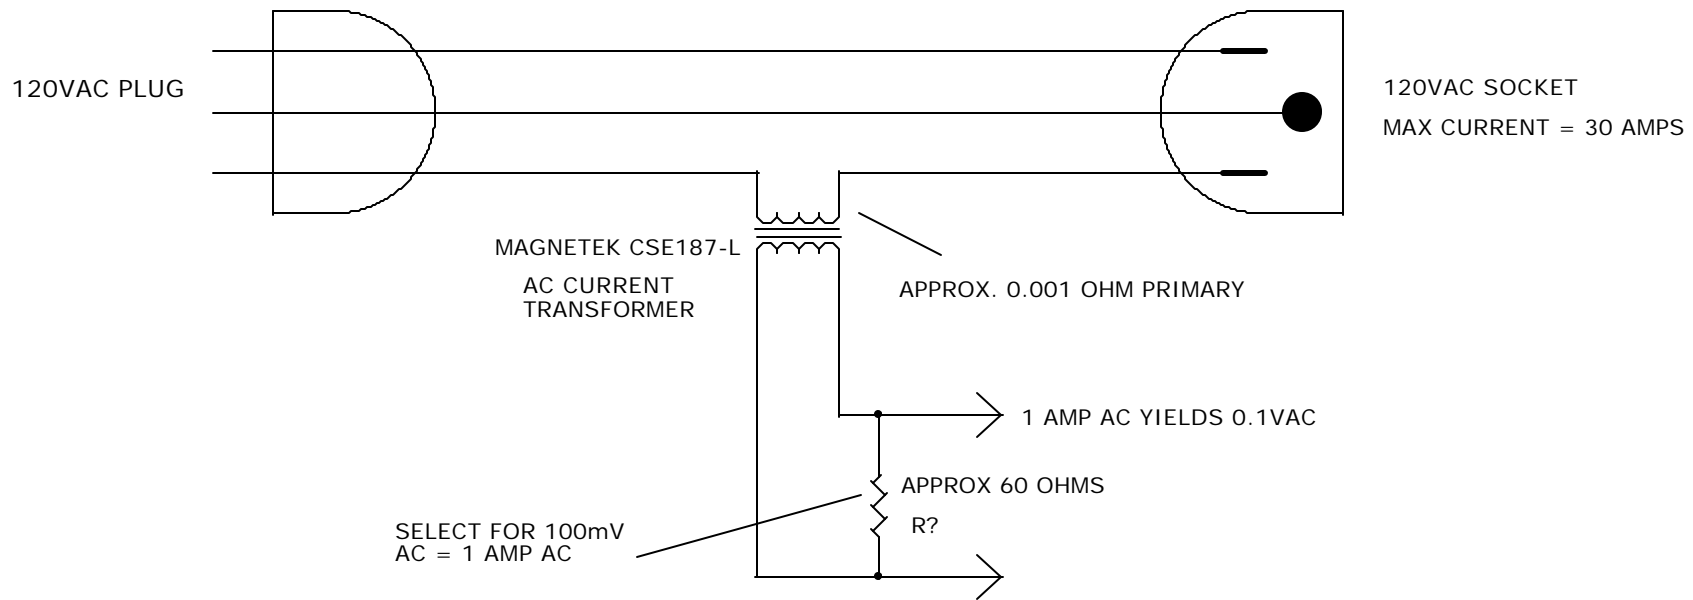 120VAC PLUG
120VAC SOCKET
MAX CURRENT = 30 AMPS
MAGNETEK CSE187-L
AC CURRENT
TRANSFORMER
APPROX. 0.001 OHM PRIMARY
1 AMP AC YIELDS 0.1VAC
APPROX 60 OHMS
R?
SELECT FOR 100mV
AC = 1 AMP AC